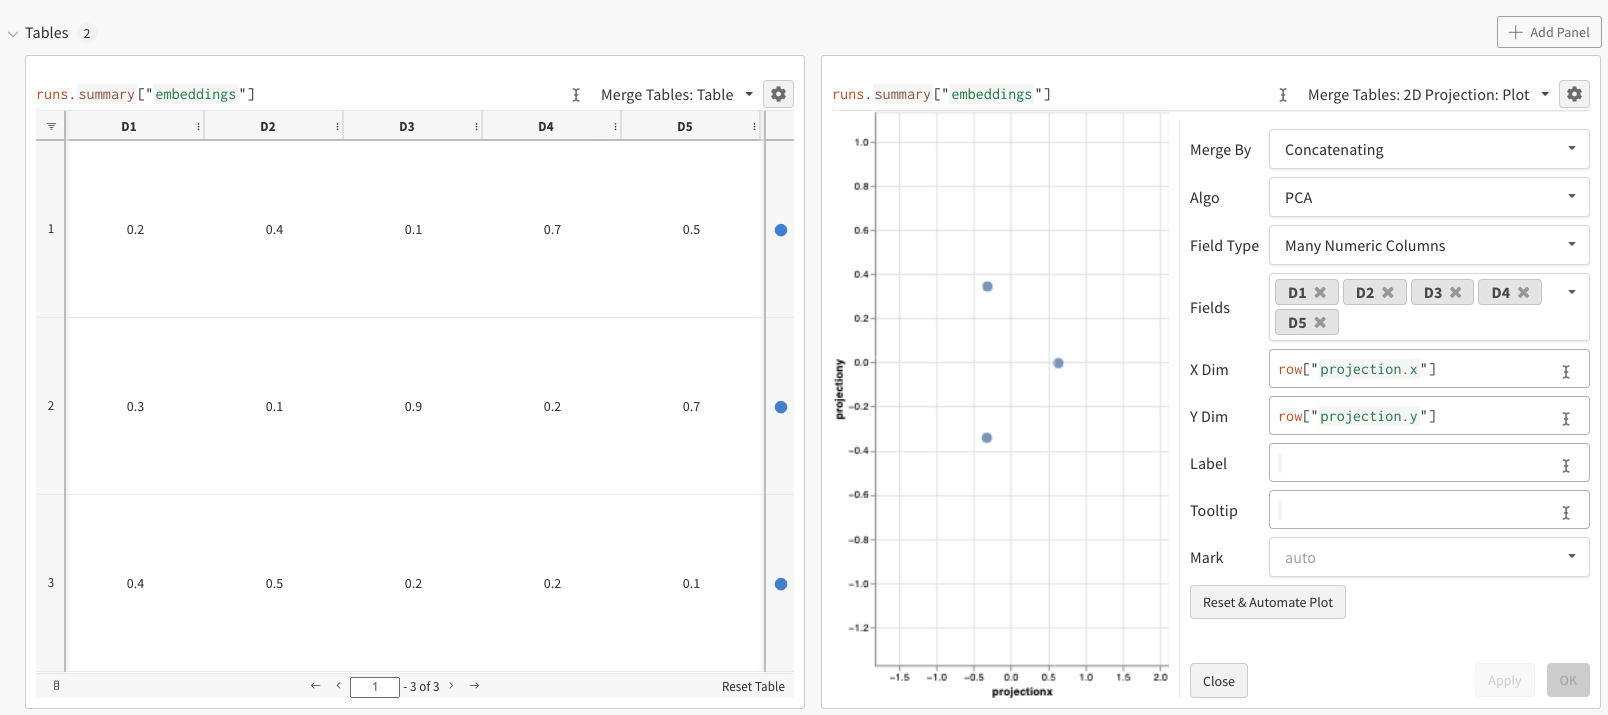 Tables 2
+ Add Panel
runs.summary["embeddings"]
Merge Tables: Table
D1 D2 D3 D4 D5
1 0.2 0.4 0.1 0.7 0.5
2 0.3 0.1 0.9 0.2 0.7
3 0.4 0.5 0.2 0.2 0.1
1 - 3 of 3
Reset Table
runs.summary["embeddings"]
Merge Tables: 2D Projection: Plot
1.0
0.8
0.6
0.4
0.2
0.0
−0.2
−0.4
−0.6
−0.8
−1.0
−1.2
projectiony
−1.5 −1.0 −0.5 0.0 0.5 1.0 1.5 2.0
projectionx
Merge By Concatenating
Algo PCA
Field Type Many Numeric Columns
Fields D1 D2 D3 D4
D5
X Dim row["projection.x"]
Y Dim row["projection.y"]
Label
Tooltip
Mark auto
Reset & Automate Plot
Close Apply OK